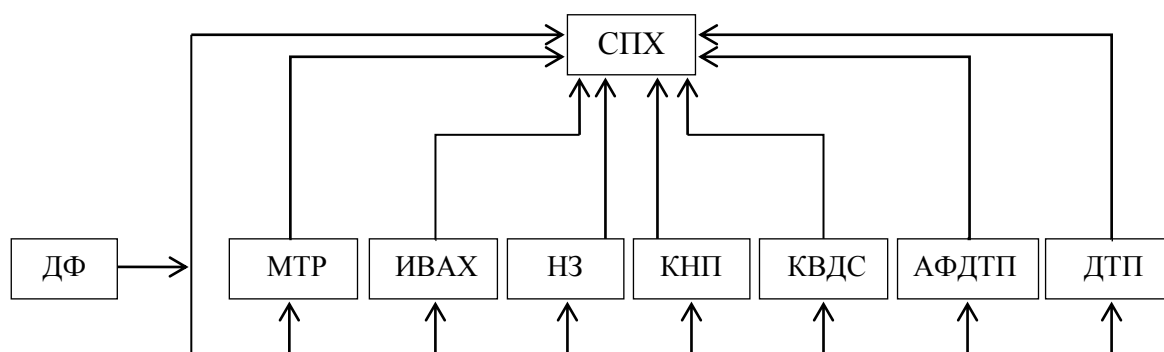 СПХ
ДФ МТР ИВАХ НЗ КНП КВДС АФДТП ДТП